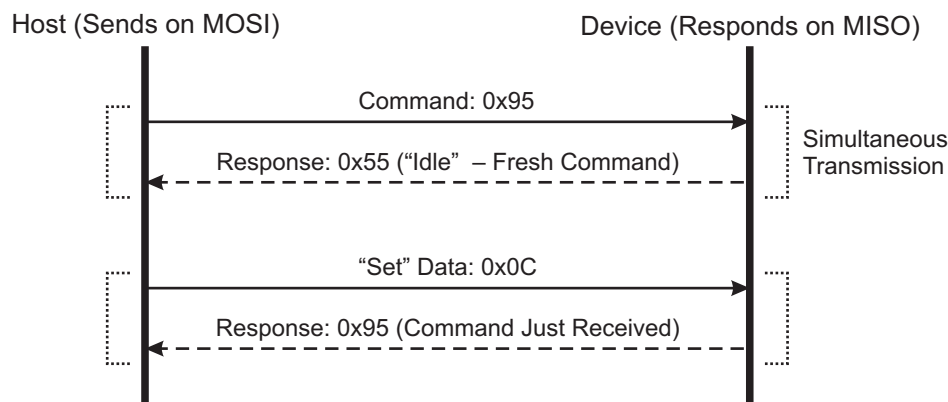 Host (Sends on MOSI)
Device (Responds on MISO)
Command: 0x95
Response: 0x55 (“Idle” – Fresh Command)
Simultaneous
Transmission
“Set” Data: 0x0C
Response: 0x95 (Command Just Received)